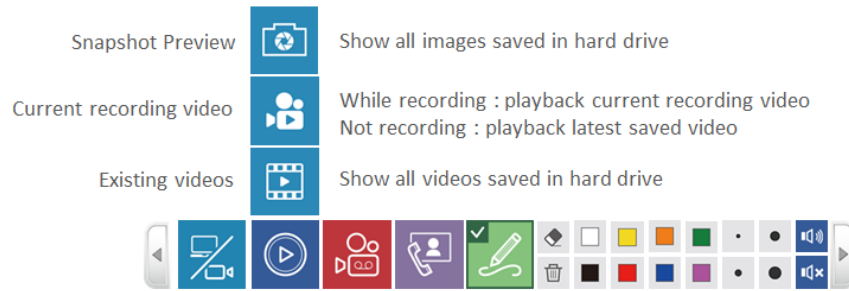 Snapshot Preview
Show all images saved in hard drive
Current recording video
While recording : playback current recording video
Not recording : playback latest saved video
Existing videos
Show all videos saved in hard drive